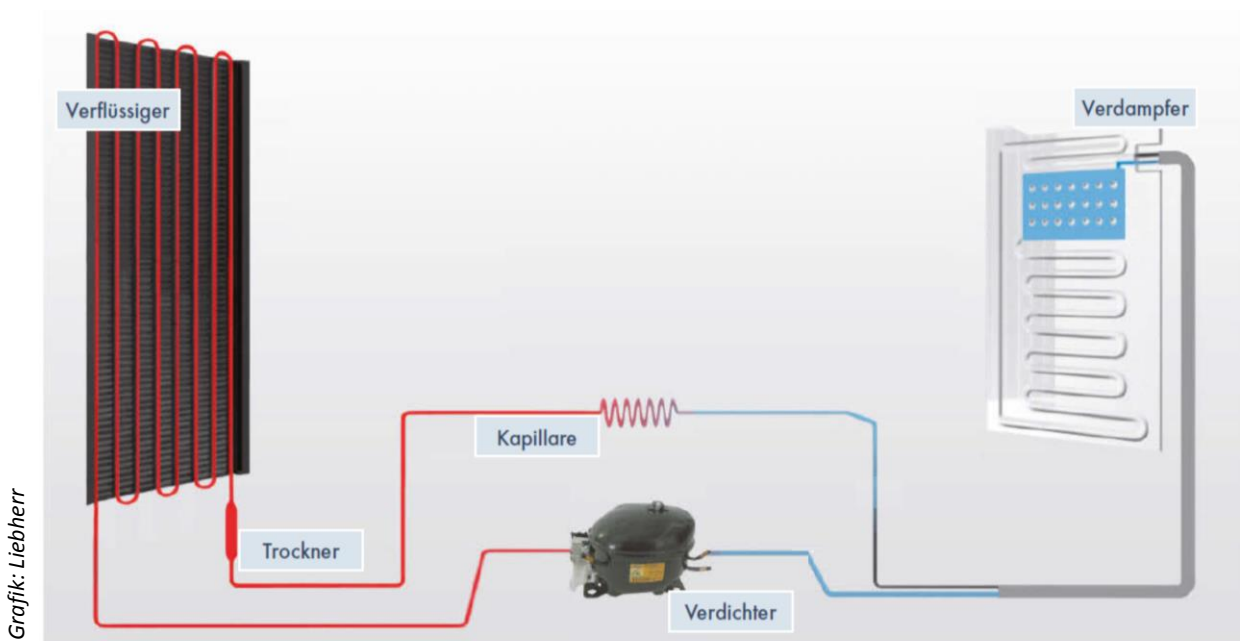 Verflüssiger
Verdampfer
Kapillare
Trockner
Verdichter
Grafik: Liebherr